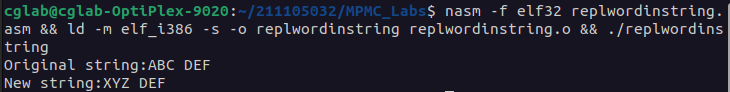 cglab@cglab-OptiPlex-9020:~/211105032/MPMC_Labs$ nasm -f elf32 replwordinstring.
asm && ld -m elf_i386 -s -o replwordinstring replwordinstring.o && ./replwordins
tring
Original string:ABC DEF
New string:XYZ DEF